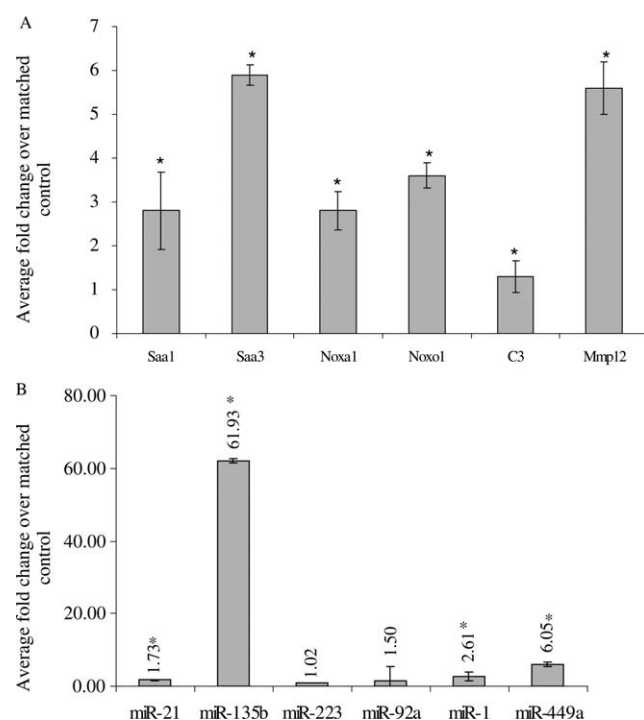 A
Average fold change over matched
control
7
6
5
4
3
2
1
0
* * * * * *
Saa1 Saa3 Noxa1 Noxo1 C3 Mmp12
B
Average fold change over matched
control
80.00
60.00
40.00
20.00
0.00
1.73* 61.93 * 1.02 1.50 2.61 * 6.05 *
miR-21 miR-135b miR-223 miR-92a miR-1 miR-449a